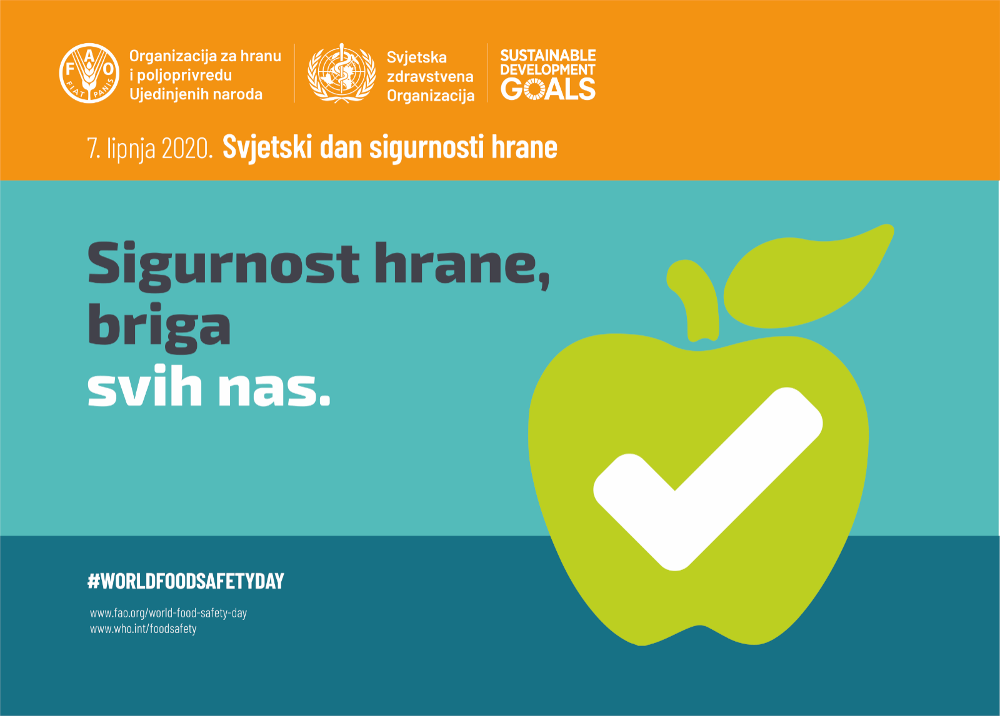 FAO
FIAT PANIS
Organizacija za hranu
i poljoprivredu
Ujedinjenih naroda
Svjetska
zdravstvena
Organizacija
SUSTAINABLE
DEVELOPMENT
GOALS
7. lipnja 2020. Svjetski dan sigurnosti hrane
Sigurnost hrane,
briga
svih nas.
#WORLDFOODSAFETYDAY
www.fao.org/world-food-safety-day
www.who.int/foodsafety